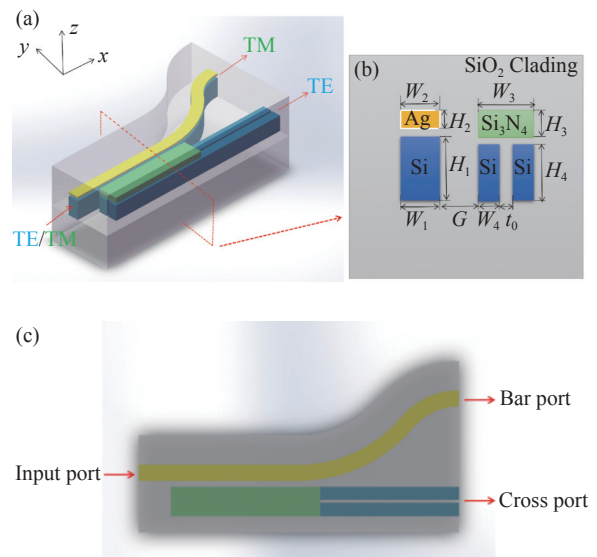 (a)
z
y
x
TM
TE
TE/TM
(b)
SiO2 Clading
W2
W3
Ag
H2
Si3N4
H3
Si
H1
Si
Si
H4
W1
G
W4
t0
(c)
Bar port
Input port
Cross port